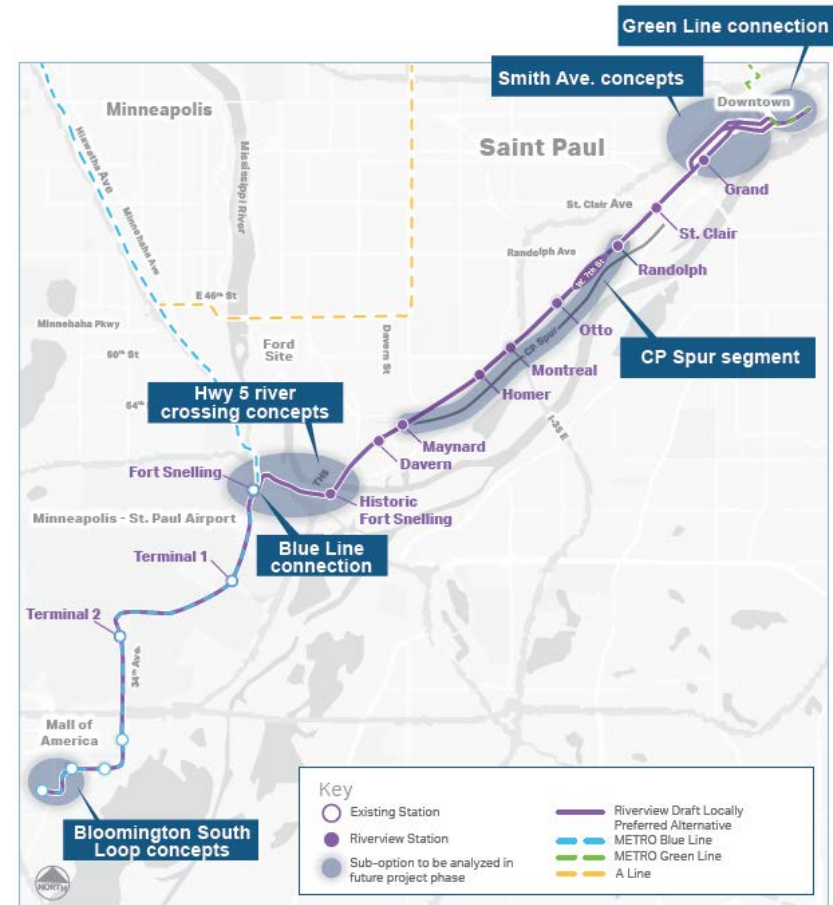 Green Line connection
Smith Ave. concepts
Downtown
Minneapolis
Hiawatha Ave
Mississippi River
Saint Paul
Grand
Minnehaha Ave
St. Clair Ave
St. Clair
Randolph Ave
Randolph
W. 7th St
E 46th St
Otto
Minnehaha Pkwy
Ford
Site
Davern St
CP Spur
CP Spur segment
50th St
Montreal
Hwy 5 river
crossing concepts
54th
Homer
I-35 E
Maynard
Davern
Fort Snelling
TH5
Historic
Fort Snelling
Minneapolis - St. Paul Airport
Blue Line
connection
Terminal 1
Terminal 2
34th Ave.
Mall of
America
Bloomington South
Loop concepts
NORTH
Key
Existing Station
Riverview Station
Sub-option to be analyzed in
future project phase
Riverview Draft Locally
Preferred Alternative
METRO Blue Line
METRO Green Line
A Line